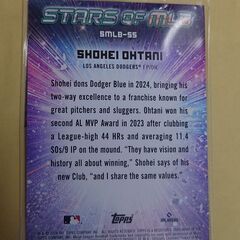 STARS OF MLB
SMLB-55
SHOHEI OHTANI
LOS ANGELES DODGERS® | P/DH
Shohei dons Dodger Blue in 2024, bringing his
two-way excellence to a franchise known for great
pitchers and sluggers. Ohtani won his
second AL MVP Award in 2023 after clubbing
a League-high 44 HRs and averaging 11.4
SOs/9 IP on the mound. "They have vision and
history all about winning," Shohei says of his
new Club, "and I share the same values."
TOPPS